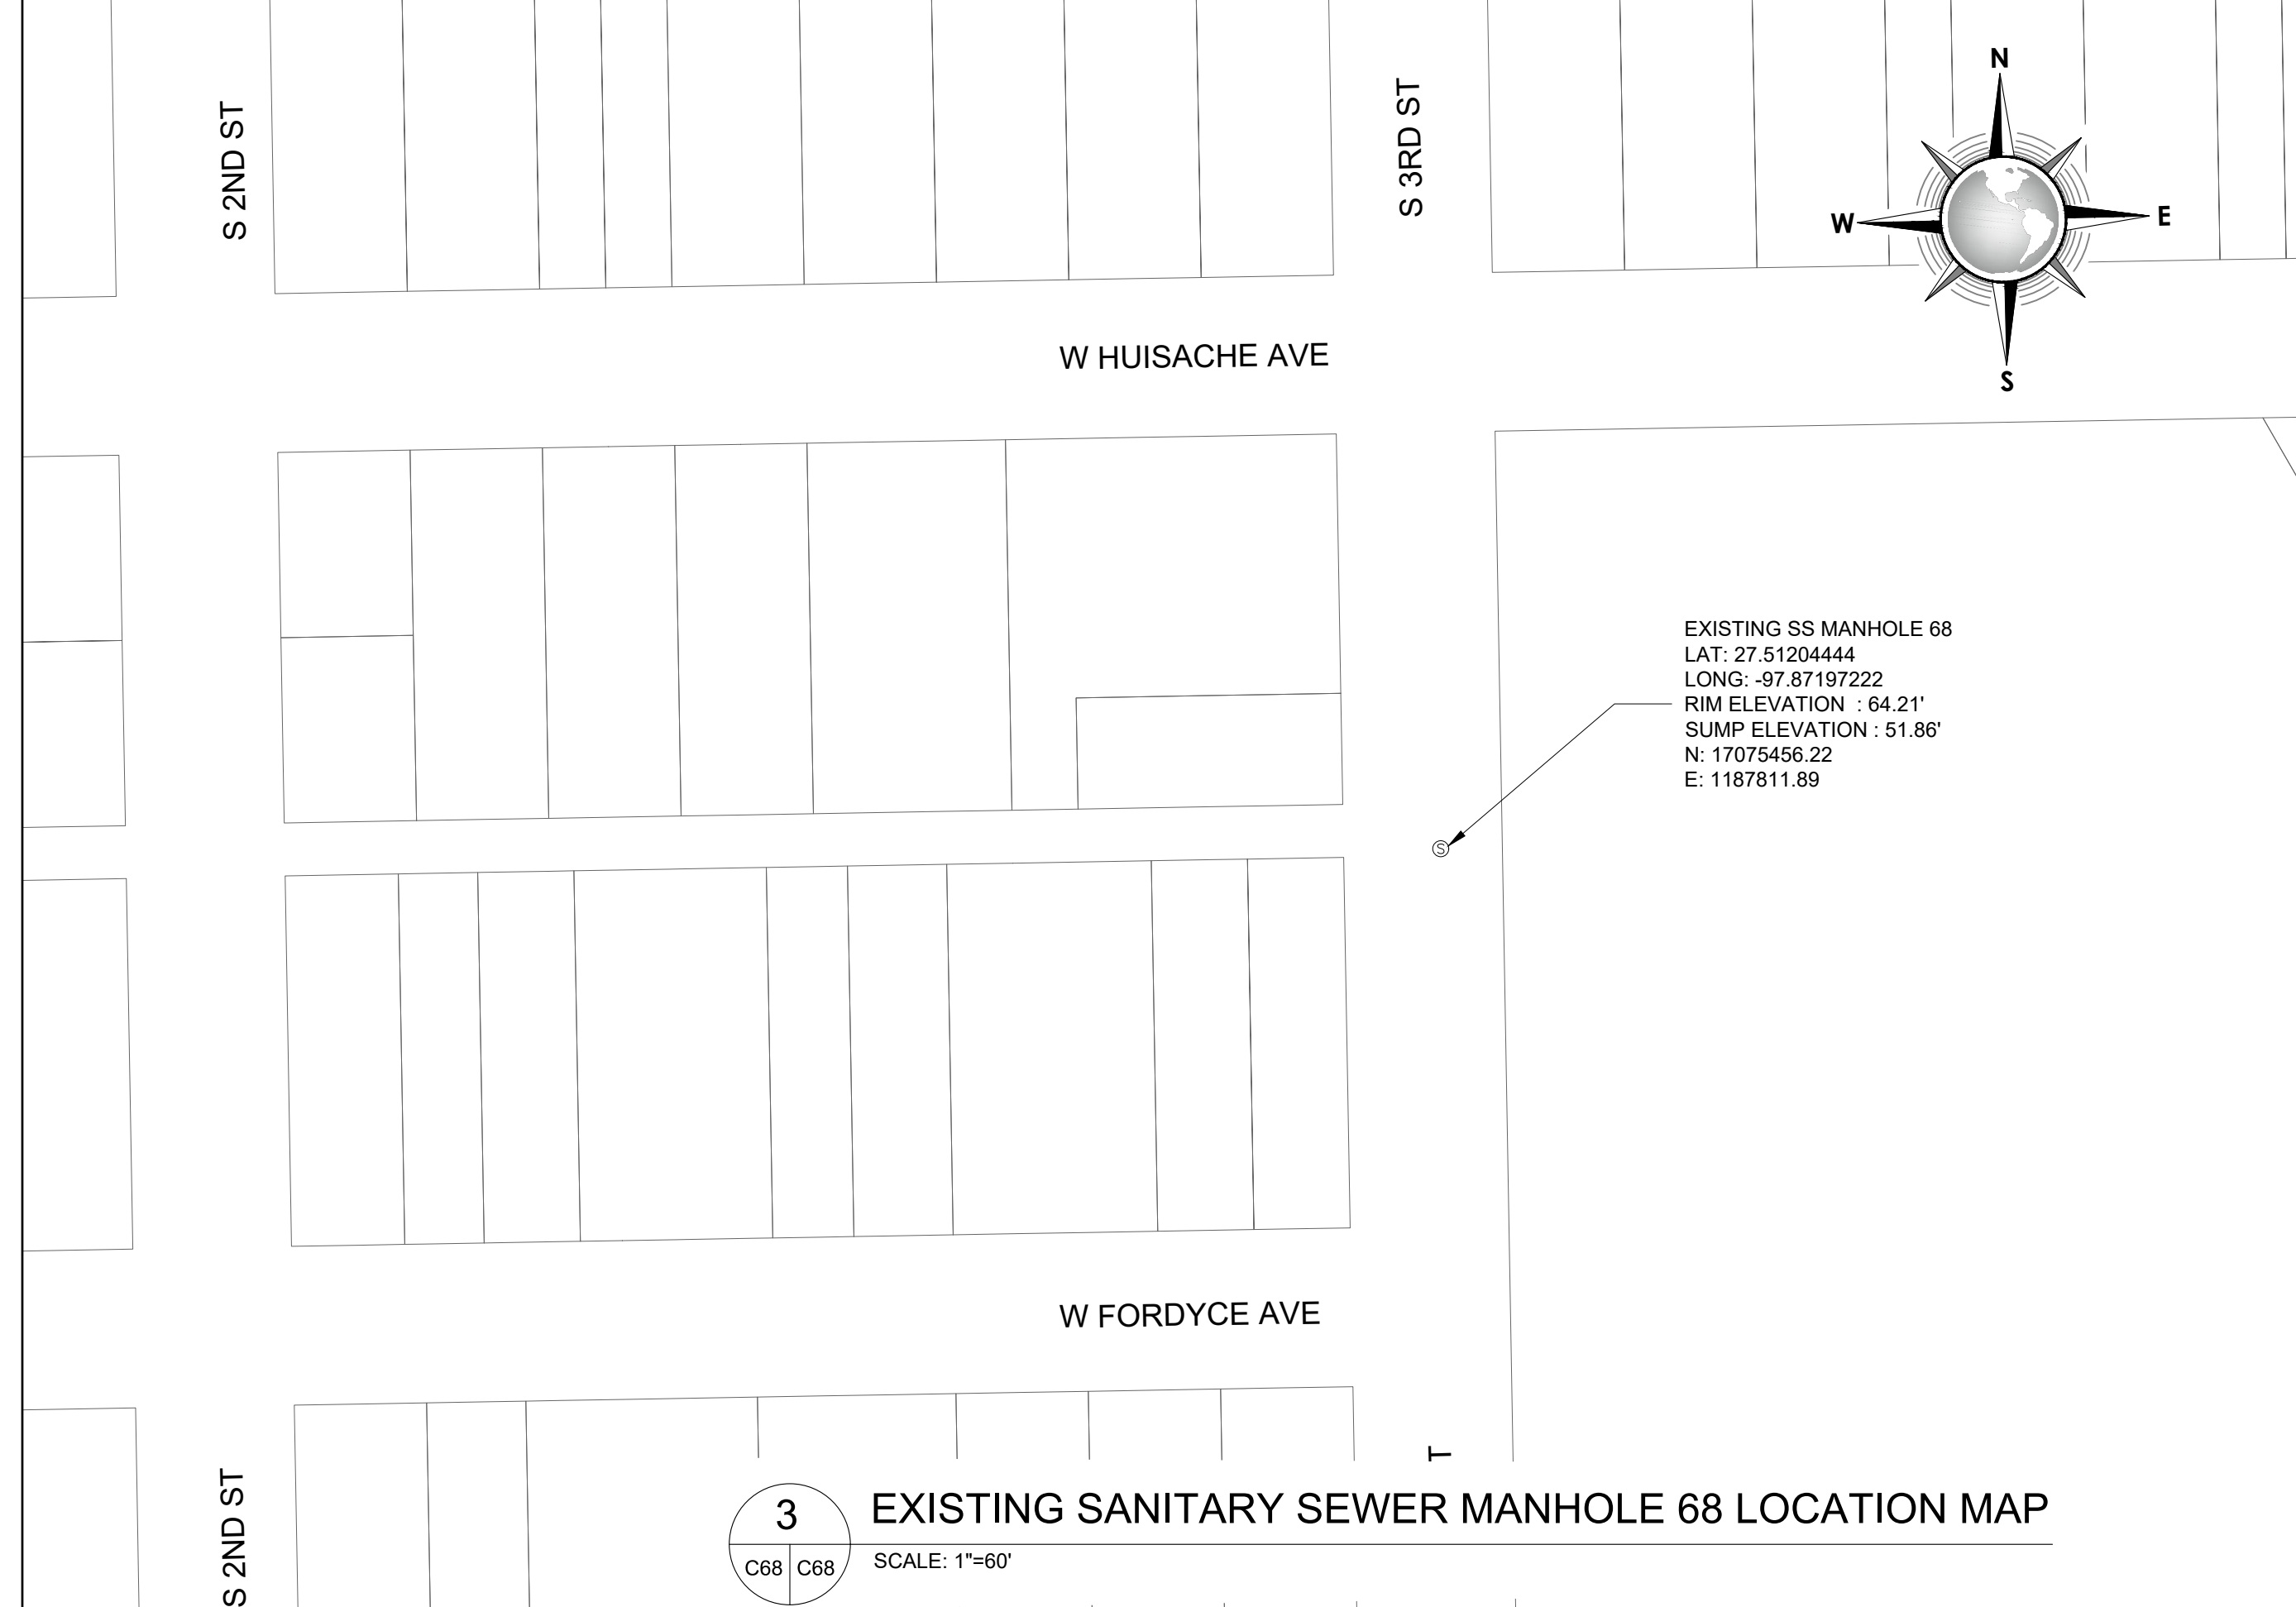 S 2ND ST
S 3RD ST
N
W
E
S
W HUISACHE AVE
EXISTING SS MANHOLE 68
LAT: 27.51204444
LONG: -97.87197222
RIM ELEVATION : 64.21'
SUMP ELEVATION : 51.86'
N: 17075456.22
E: 1187811.89
S
W FORDYCE AVE
S 2ND ST
T
3
C68
C68
EXISTING SANITARY SEWER MANHOLE 68 LOCATION MAP
SCALE: 1"=60'